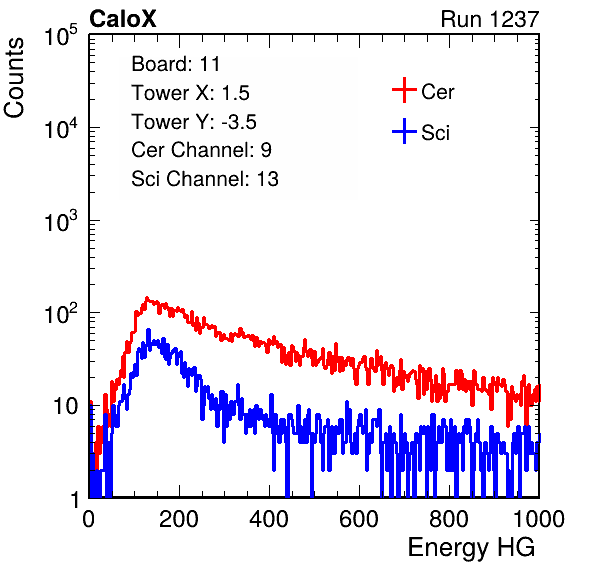 CaloX Run 1237
Counts
10^5
10^4
10^3
10^2
10
1
Board: 11
Tower X: 1.5
Tower Y: -3.5
Cer Channel: 9
Sci Channel: 13
Cer
Sci
0 200 400 600 800 1000
Energy HG